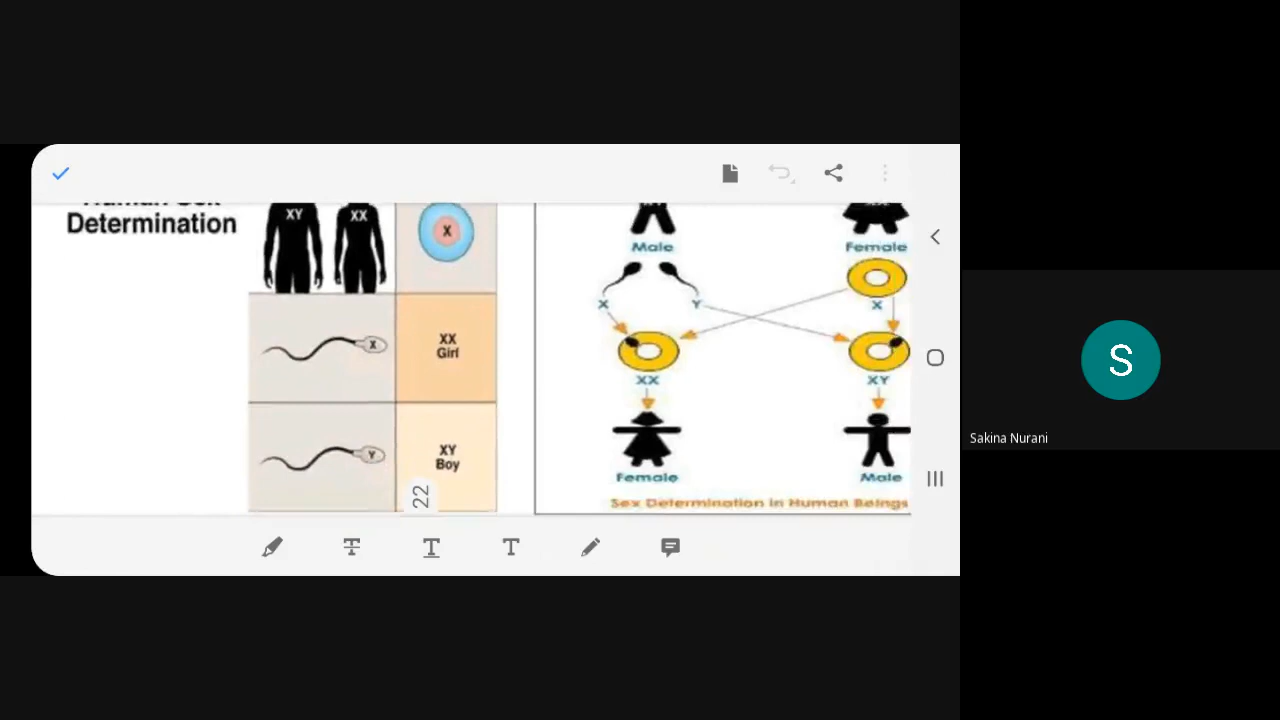 Determination
XY
XX
X
X
XX
Girl
Y
XY
Boy
22
Male
Female
X
Y
X
XX
XY
Female
Male
Sex Determination in Human Beings
S
Sakina Nurani